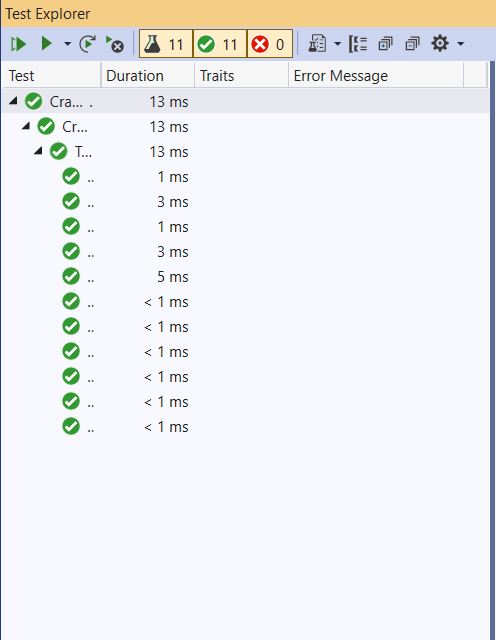 Test Explorer
11 11 0
Test Duration Traits Error Message
Cra... . 13 ms
Cr... 13 ms
T... 13 ms
.. 1 ms
.. 3 ms
.. 1 ms
.. 3 ms
.. 5 ms
.. < 1 ms
.. < 1 ms
.. < 1 ms
.. < 1 ms
.. < 1 ms
.. < 1 ms